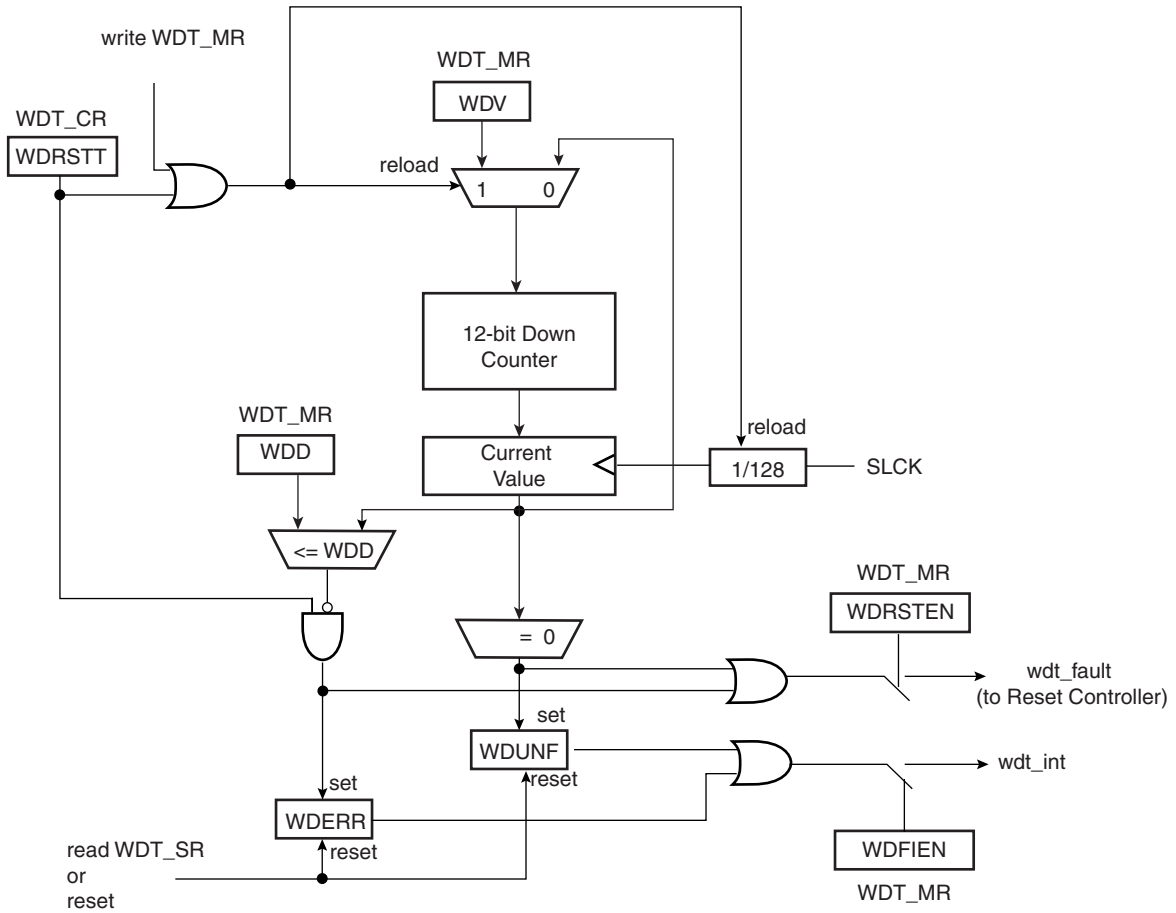 write WDT_MR
WDT_MR
WDV
WDT_CR
WDRSTT
reload
1 0
12-bit Down
Counter
WDT_MR
WDD
Current
Value
reload
1/128
SLCK
<= WDD
= 0
WDT_MR
WDRSTEN
wdt_fault
(to Reset Controller)
set
WDUNF
reset
wdt_int
set
WDERR
reset
WDFIEN
WDT_MR
read WDT_SR
or
reset